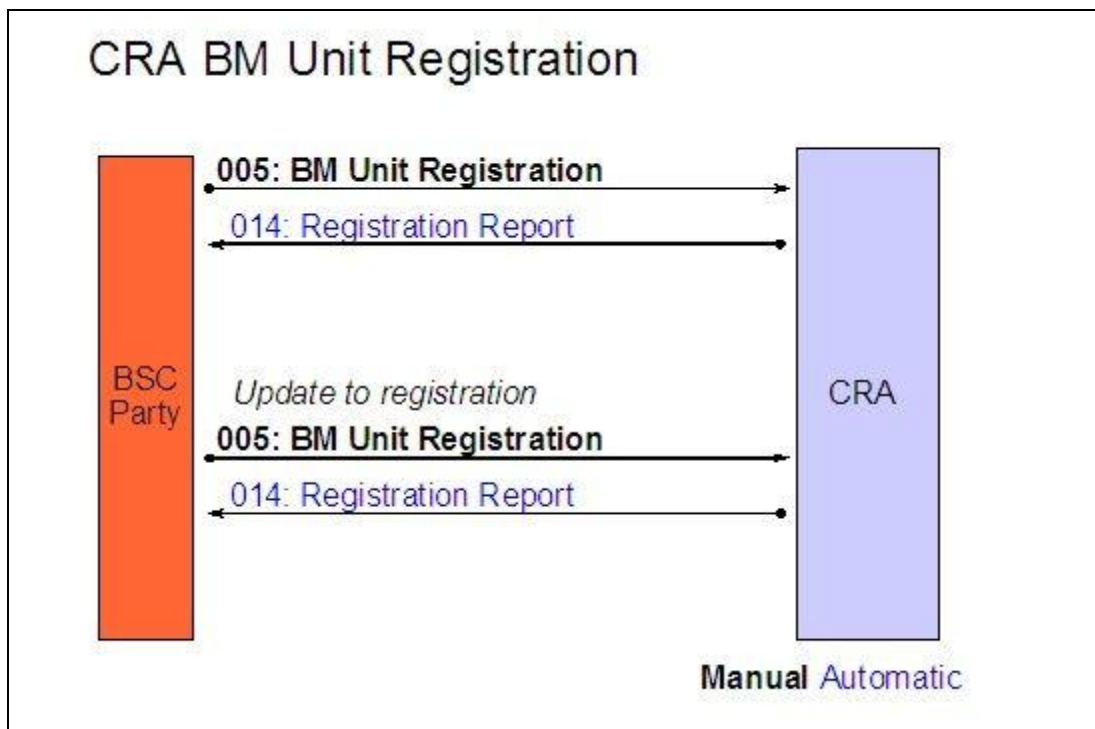 CRA BM Unit Registration
005: BM Unit Registration
014: Registration Report
BSC
Party
CRA
Update to registration
005: BM Unit Registration
014: Registration Report
Manual Automatic